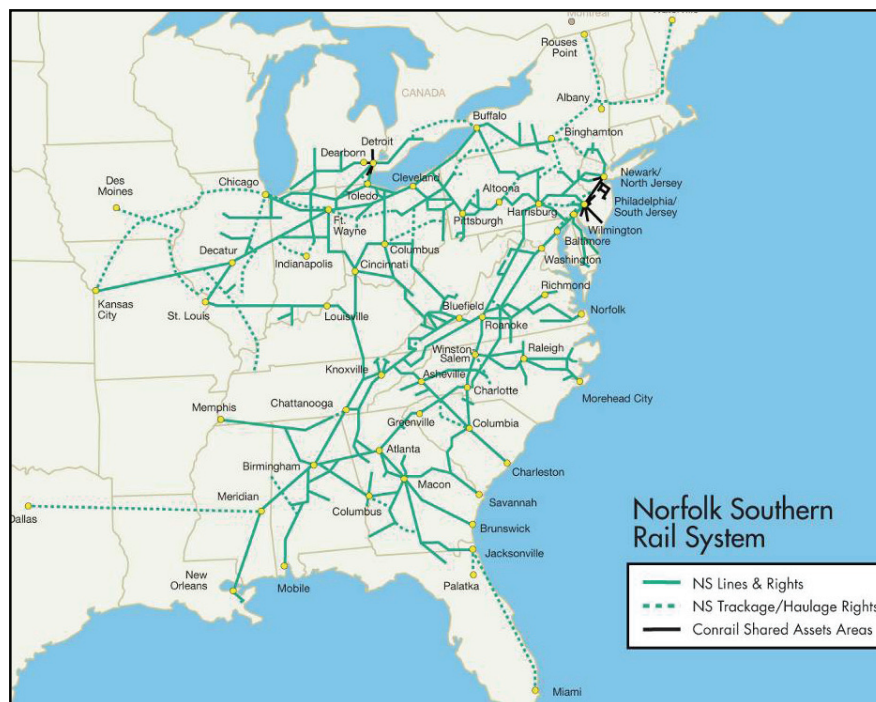 Montreal
Rouses
Point
CANADA
Albany
Buffalo
Binghamton
Detroit
Dearborn
Newark/
North Jersey
Des
Moines
Chicago
Toledo
Cleveland
Altoona
Philadelphia/
South Jersey
Ft.
Wayne
Pittsburgh
Harrisburg
Wilmington
Baltimore
Decatur
Indianapolis
Columbus
Washington
Cincinnati
Kansas
City
St. Louis
Louisville
Bluefield
Richmond
Roanoke
Norfolk
Winston
Salem
Raleigh
Knoxville
Asheville
Charlotte
Morehead City
Memphis
Chattanooga
Greenville
Columbia
Atlanta
Birmingham
Charleston
Macon
Meridian
Columbus
Savannah
Dallas
Brunswick
Jacksonville
New
Orleans
Mobile
Palatka
Miami
Norfolk Southern
Rail System
NS Lines & Rights
NS Trackage/Haulage Rights
Conrail Shared Assets Areas